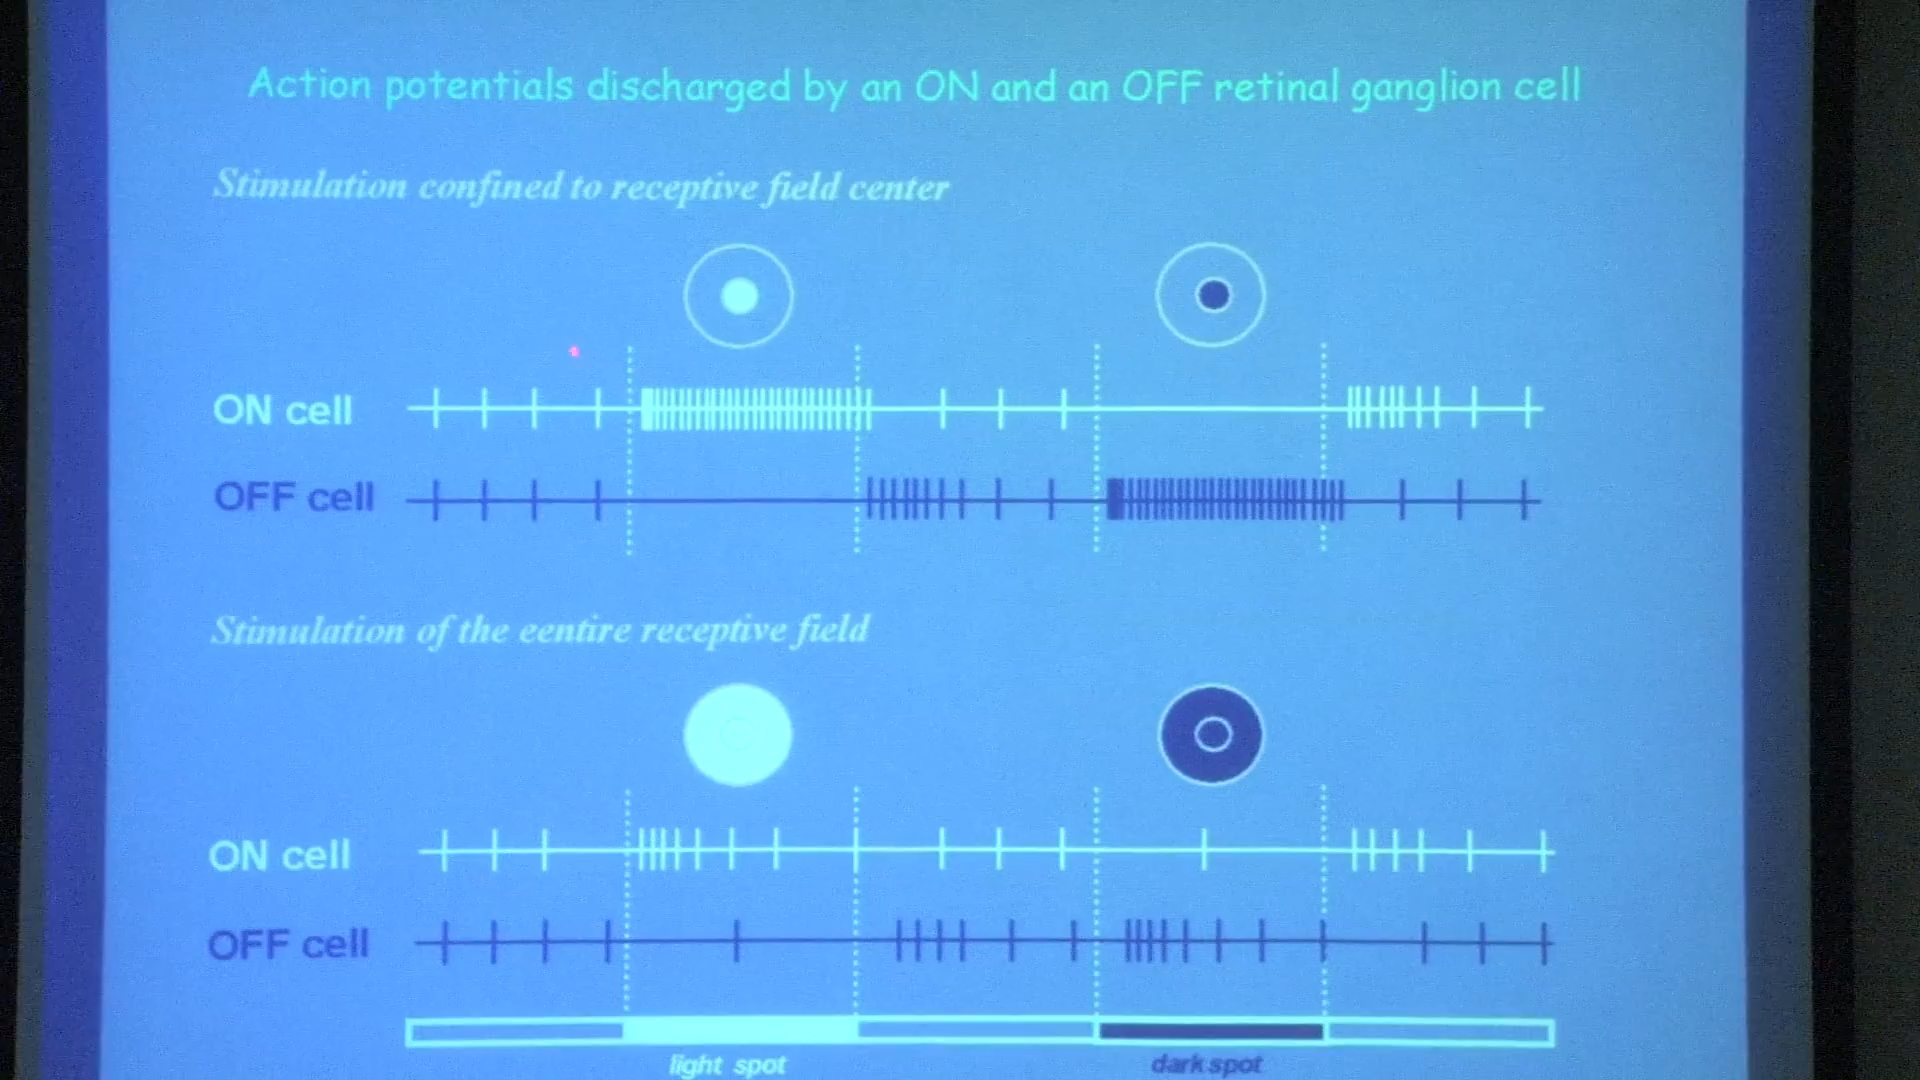 Action potentials discharged by an ON and an OFF retinal ganglion cell
Stimulation confined to receptive field center
ON cell
OFF cell
Stimulation of the eentire receptive field
ON cell
OFF cell
light spot
dark spot